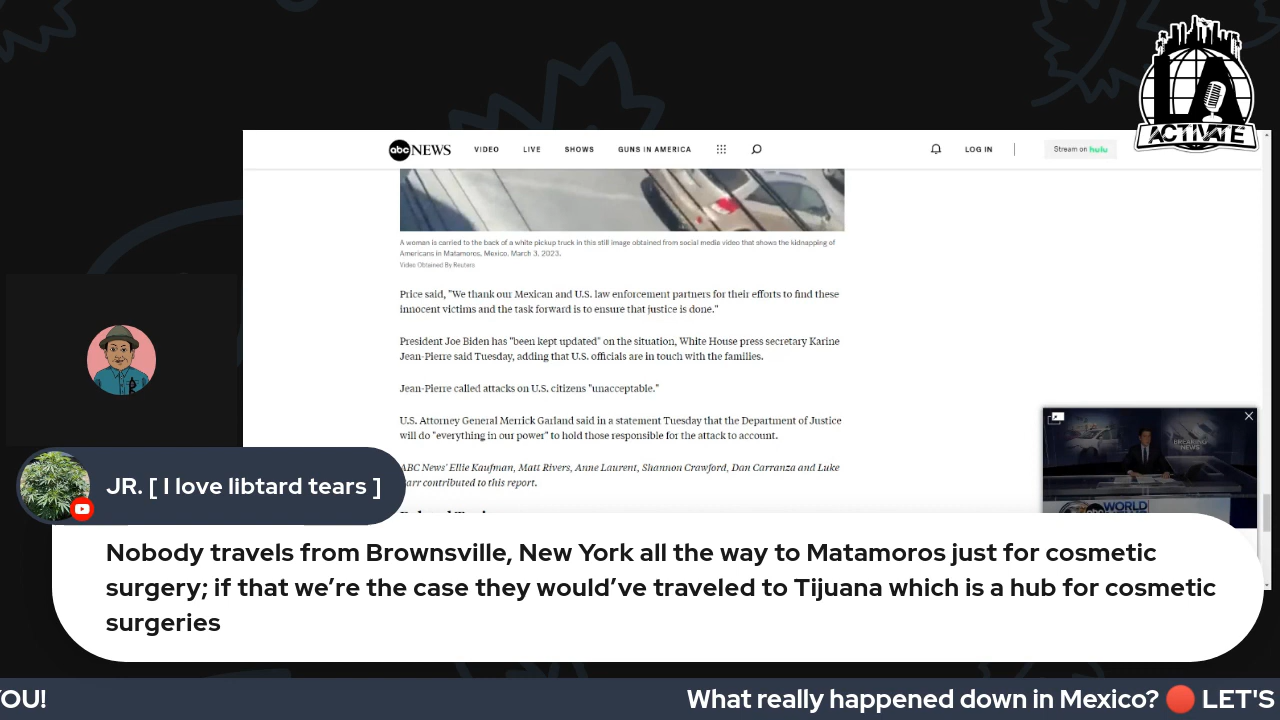 LA
ACTIVATE
abc NEWS VIDEO LIVE SHOWS GUNS IN AMERICA LOG IN Stream on hulu
A woman is carried to the back of a white pickup truck in this still image obtained from social media video that shows the kidnapping of
Americans in Matamoros, Mexico, March 3, 2023.
Video Obtained By Reuters
Price said, "We thank our Mexican and U.S. law enforcement partners for their efforts to find these
innocent victims and the task forward is to ensure that justice is done."
President Joe Biden has "been kept updated" on the situation, White House press secretary Karine
Jean-Pierre said Tuesday, adding that U.S. officials are in touch with the families.
Jean-Pierre called attacks on U.S. citizens "unacceptable."
U.S. Attorney General Merrick Garland said in a statement Tuesday that the Department of Justice
will do "everything in our power" to hold those responsible for the attack to account.
ABC News' Ellie Kaufman, Matt Rivers, Anne Laurent, Shannon Crawford, Dan Carranza and Luke
arr contributed to this report.
BREAKING
NEWS
abc WORLD
JR. [ I love libtard tears ]
Nobody travels from Brownsville, New York all the way to Matamoros just for cosmetic
surgery; if that we’re the case they would’ve traveled to Tijuana which is a hub for cosmetic
surgeries
YOU! What really happened down in Mexico? 🔴 LET'S